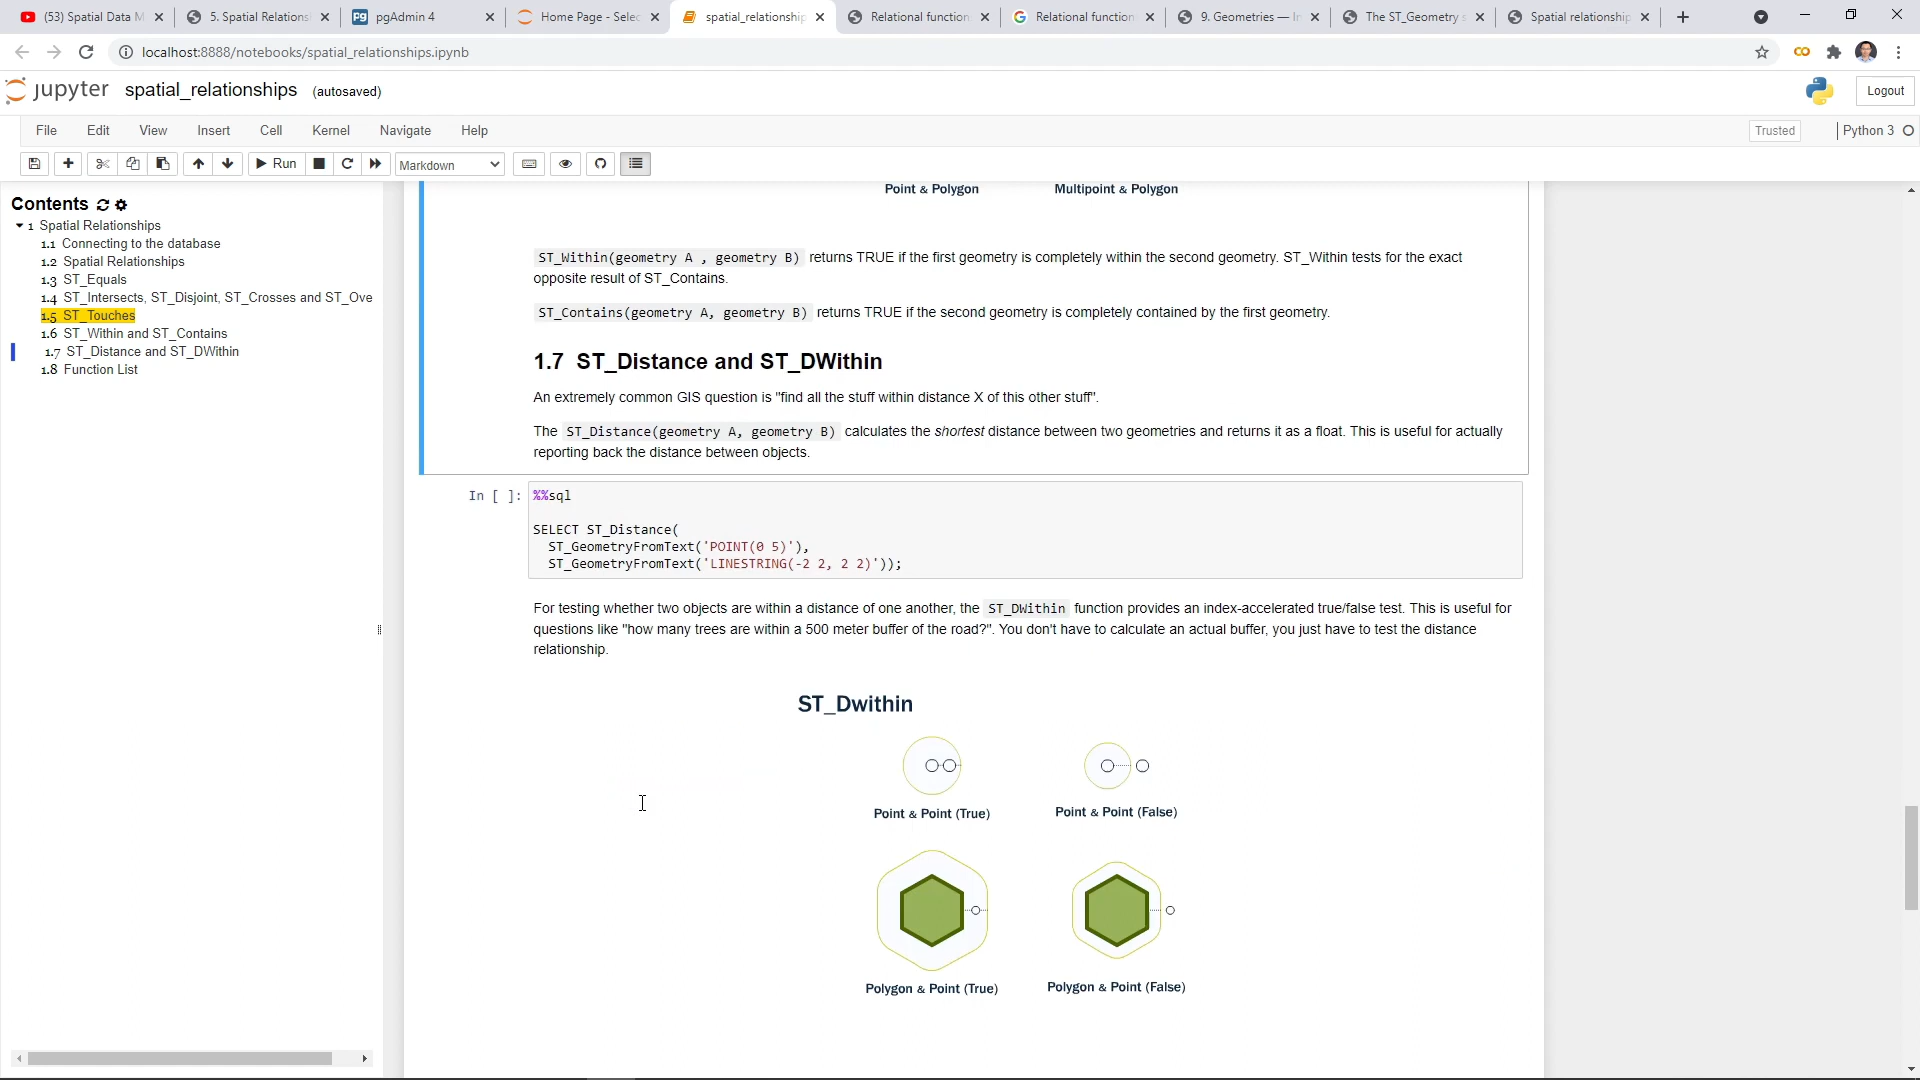 (53) Spatial Data M
5. Spatial Relations
pgAdmin 4
Home Page - Selec
spatial_relationship
Relational function
Relational function
9. Geometries — In
The ST_Geometry s
Spatial relationship
localhost:8888/notebooks/spatial_relationships.ipynb
jupyter spatial_relationships (autosaved)
Logout
File Edit View Insert Cell Kernel Navigate Help
Trusted
Python 3
Run
Markdown
Contents
1 Spatial Relationships
1.1 Connecting to the database
1.2 Spatial Relationships
1.3 ST_Equals
1.4 ST_Intersects, ST_Disjoint, ST_Crosses and ST_Ove
1.5 ST_Touches
1.6 ST_Within and ST_Contains
1.7 ST_Distance and ST_DWithin
1.8 Function List
Point & Polygon
Multipoint & Polygon
ST_Within(geometry A , geometry B) returns TRUE if the first geometry is completely within the second geometry. ST_Within tests for the exact
opposite result of ST_Contains.
ST_Contains(geometry A, geometry B) returns TRUE if the second geometry is completely contained by the first geometry.
1.7 ST_Distance and ST_DWithin
An extremely common GIS question is "find all the stuff within distance X of this other stuff".
The ST_Distance(geometry A, geometry B) calculates the shortest distance between two geometries and returns it as a float. This is useful for actually
reporting back the distance between objects.
In [ ]: %%sql
SELECT ST_Distance(
ST_GeometryFromText('POINT(0 5)'),
ST_GeometryFromText('LINESTRING(-2 2, 2 2)'));
For testing whether two objects are within a distance of one another, the ST_DWithin function provides an index-accelerated true/false test. This is useful for
questions like "how many trees are within a 500 meter buffer of the road?". You don't have to calculate an actual buffer, you just have to test the distance
relationship.
ST_Dwithin
Point & Point (True)
Point & Point (False)
Polygon & Point (True)
Polygon & Point (False)